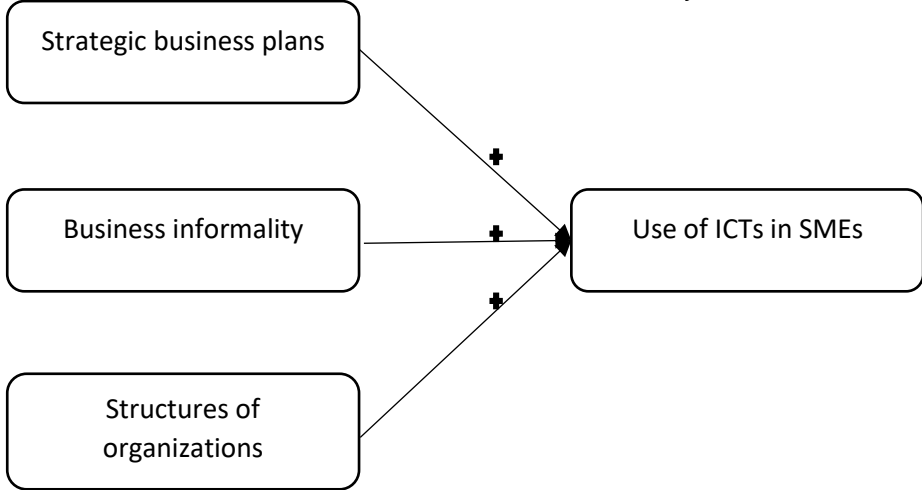 Strategic business plans
Business informality
Use of ICTs in SMEs
Structures of
organizations